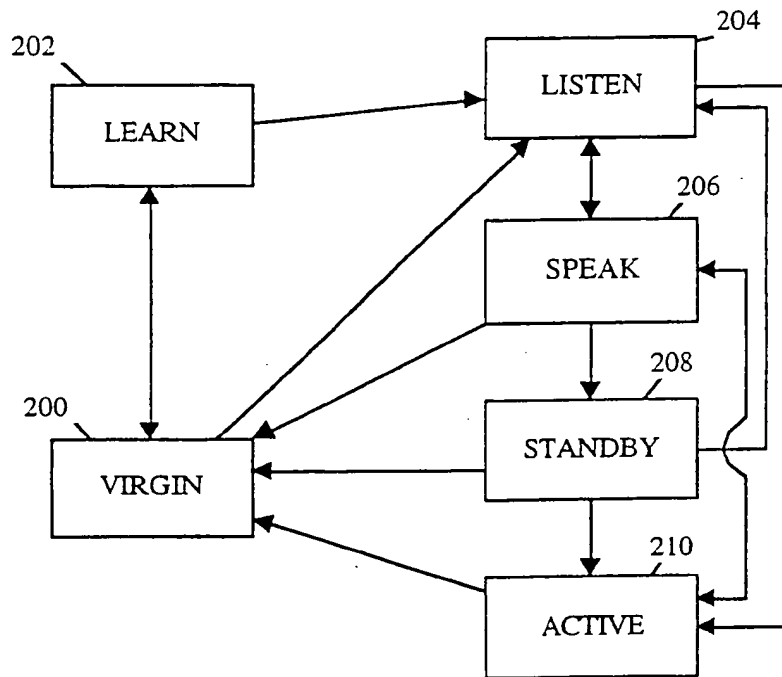 204
202
LISTEN
LEARN
206
SPEAK
200
208
STANDBY
VIRGIN
210
ACTIVE